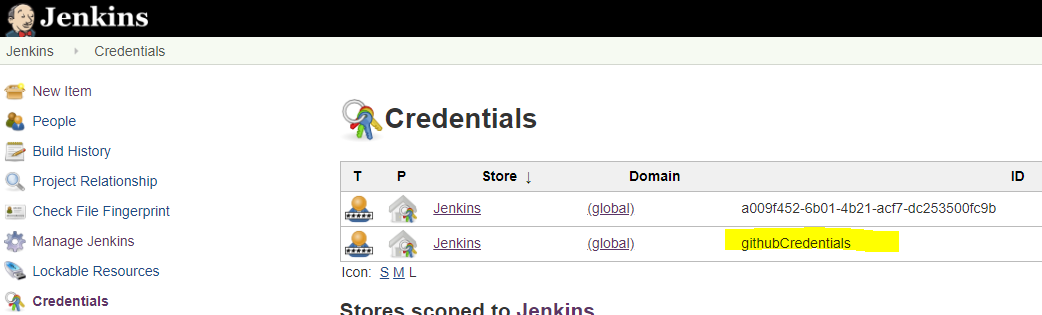 Jenkins
Jenkins Credentials
New Item
People
Build History
Project Relationship
Check File Fingerprint
Manage Jenkins
Lockable Resources
Credentials
Credentials
T P Store ↓ Domain ID
Jenkins (global) a009f452-6b01-4b21-acf7-dc253500fc9b
Jenkins (global) githubCredentials
Icon: S M L
Stores scoped to Jenkins